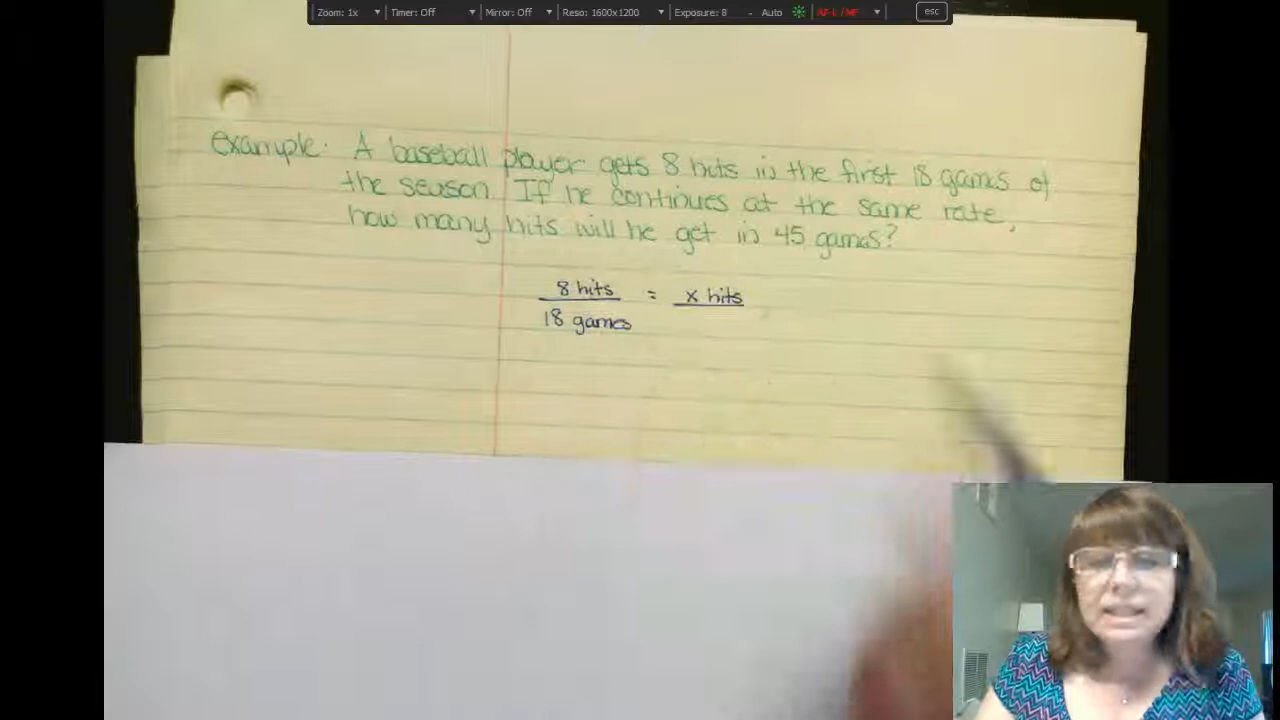 Zoom: 1x Timer: Off Mirror: Off Reso: 1600x1200 Exposure: 8 - Auto AF-L / MF esc
example: A baseball player gets 8 hits in the first 18 games of
the season. If he continues at the same rate,
how many hits will he get in 45 games?
8 hits = x hits
18 games